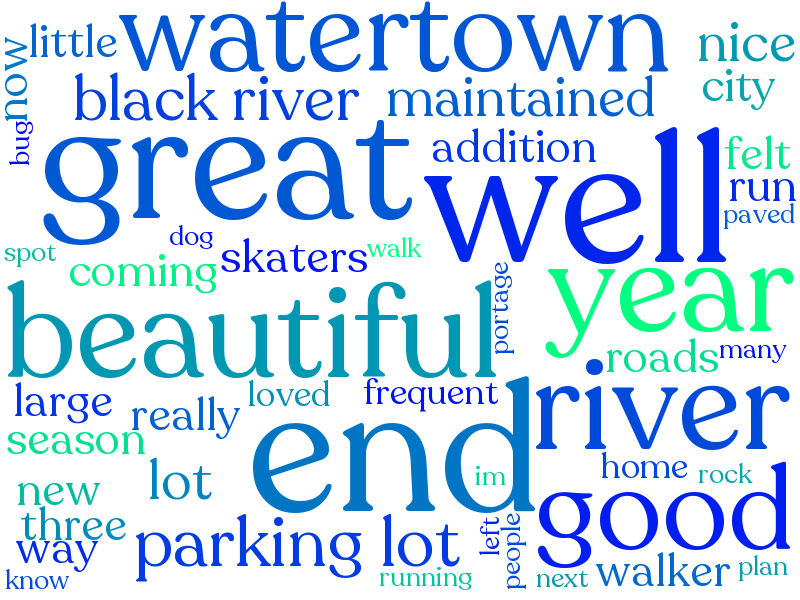 watertown
little
now
nice
city
black river
maintained
bug
great
addition
well
felt
run
paved
dog
spot
skaters
walk
coming
year
portage
beautiful
roads
many
large
loved
frequent
river
really
season
end
lot
home
im
rock
new
three
good
way
parking lot
left
people
know
running
next
walker
plan